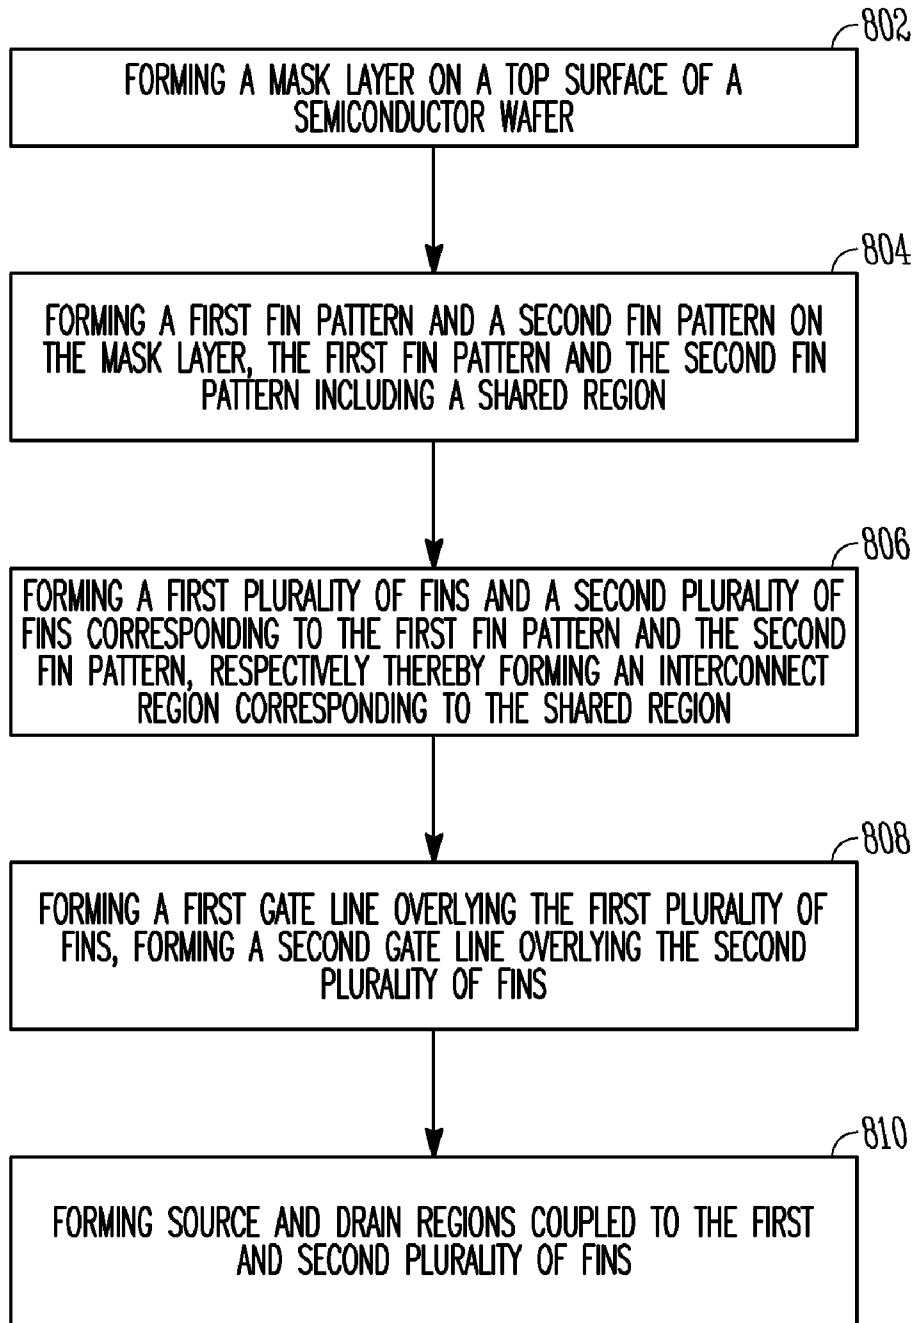 802
FORMING A MASK LAYER ON A TOP SURFACE OF A
SEMICONDUCTOR WAFER
804
FORMING A FIRST FIN PATTERN AND A SECOND FIN PATTERN ON
THE MASK LAYER, THE FIRST FIN PATTERN AND THE SECOND FIN
PATTERN INCLUDING A SHARED REGION
806
FORMING A FIRST PLURALITY OF FINS AND A SECOND PLURALITY OF
FINS CORRESPONDING TO THE FIRST FIN PATTERN AND THE SECOND
FIN PATTERN, RESPECTIVELY THEREBY FORMING AN INTERCONNECT
REGION CORRESPONDING TO THE SHARED REGION
808
FORMING A FIRST GATE LINE OVERLYING THE FIRST PLURALITY OF
FINS, FORMING A SECOND GATE LINE OVERLYING THE SECOND
PLURALITY OF FINS
810
FORMING SOURCE AND DRAIN REGIONS COUPLED TO THE FIRST
AND SECOND PLURALITY OF FINS